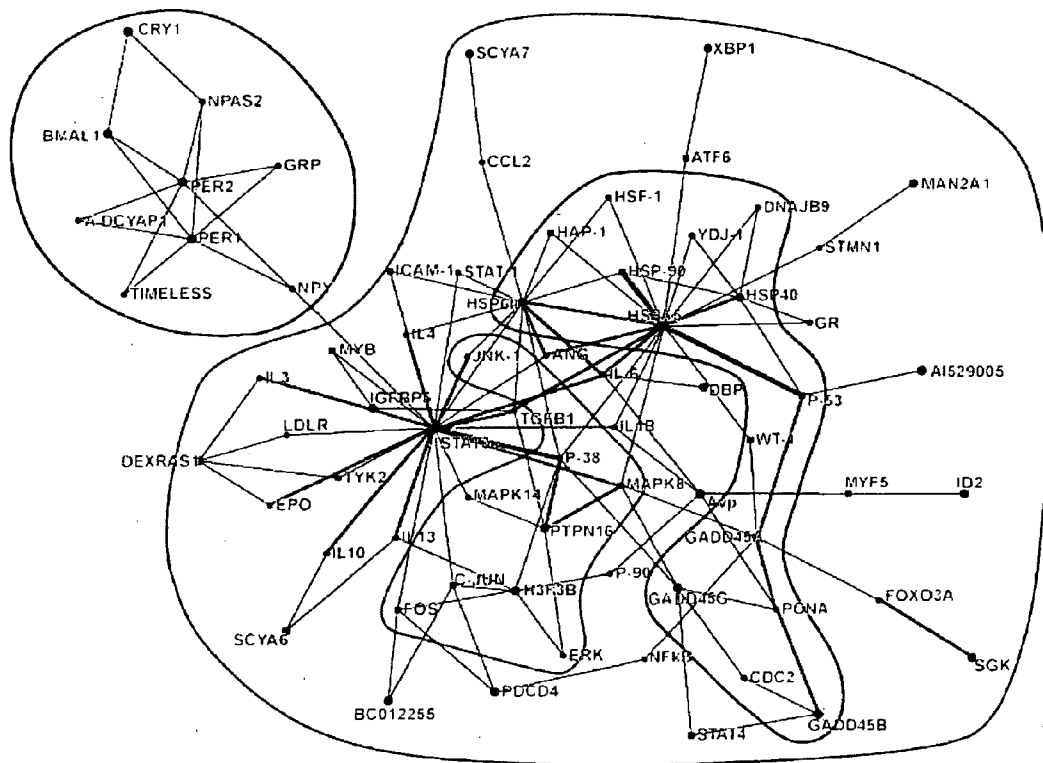 CRY1
SCYA7
XBP1
NPAS2
BMAL1
GRP
CCL2
ATF6
PER2
MAN2A1
HSF-1
DNAJB9
ADCYAP1
PER1
HAP-1
YDJ-1
STMN1
ICAM-1
STAT-1
HSP-90
TIMELESS
NPY
HSP40
GR
IL4
MYB
JNK-1
ANG
IL3
IL6
DBP
AI529005
IGFBP5
P-53
TGFB1
LDLR
IL1B
STAT3
WT-1
DEXRAS1
TYK2
P-38
EPO
MAPK14
MAPK8
Avp
MYF5
ID2
PTPN16
GADD45A
IL10
IL13
C-JUN
H3F3B
P-90
GADD45G
FOXO3A
FOS
PCNA
SCYA6
ERK
NFkB
SGK
CDC2
PDCD4
BC012255
GADD45B
STAT4